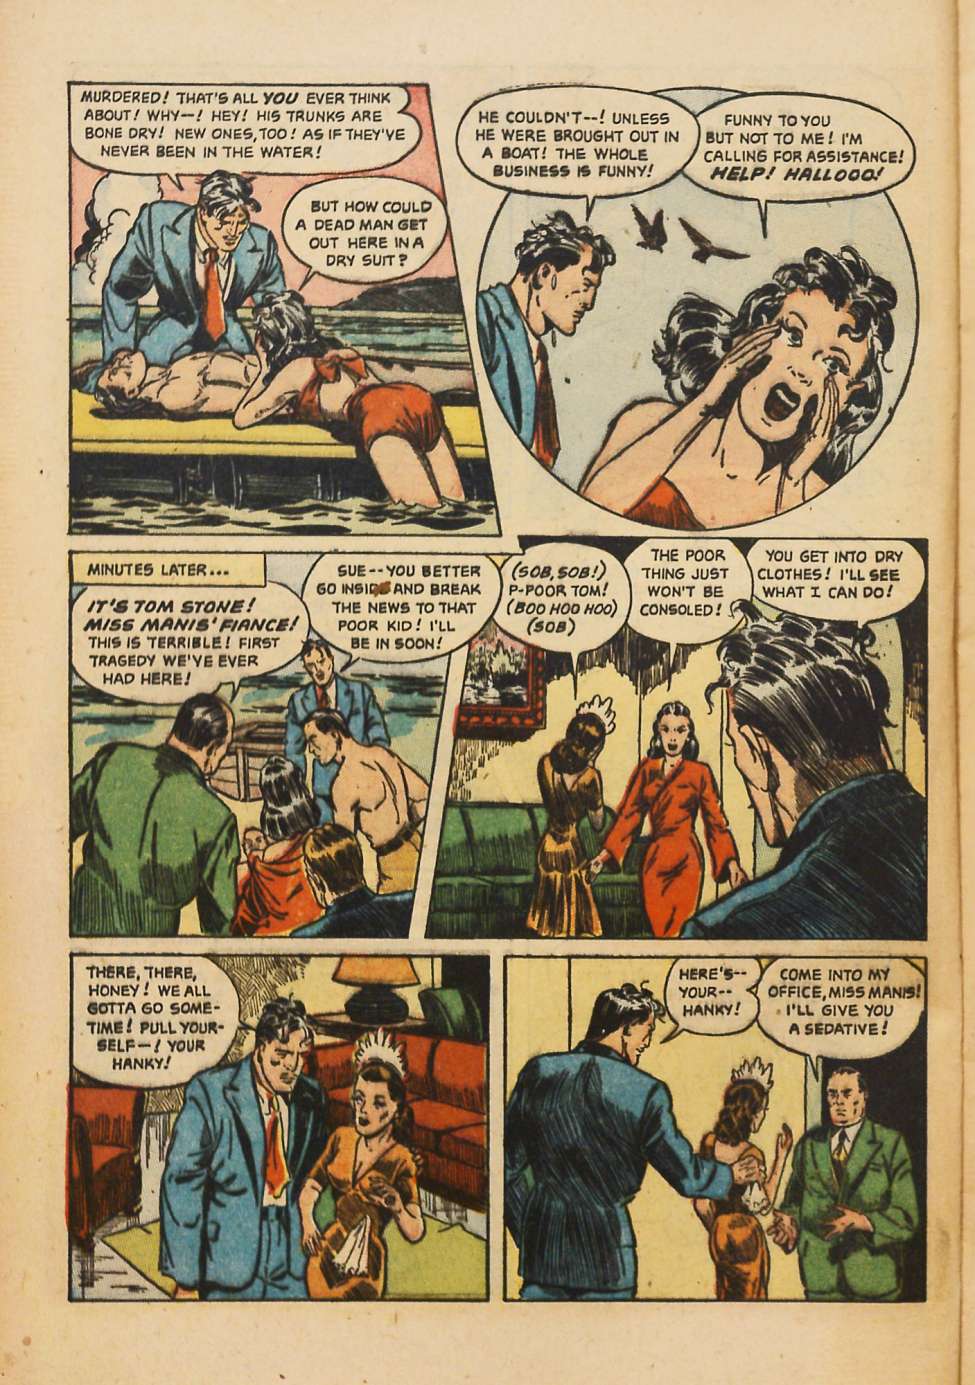 MURDERED! THAT'S ALL YOU EVER THINK
ABOUT! WHY--! HEY! HIS TRUNKS ARE
BONE DRY! NEW ONES, TOO! AS IF THEY'VE
NEVER BEEN IN THE WATER!
BUT HOW COULD
A DEAD MAN GET
OUT HERE IN A
DRY SUIT?
HE COULDN'T--! UNLESS
HE WERE BROUGHT OUT IN
A BOAT! THE WHOLE
BUSINESS IS FUNNY!
FUNNY TO YOU
BUT NOT TO ME! I'M
CALLING FOR ASSISTANCE!
HELP! HALLOOO!
MINUTES LATER...
IT'S TOM STONE!
MISS MANIS' FIANCE!
THIS IS TERRIBLE! FIRST
TRAGEDY WE'VE EVER
HAD HERE!
SUE--YOU BETTER
GO INSIDE AND BREAK
THE NEWS TO THAT
POOR KID! I'LL
BE IN SOON!
(SOB, SOB!)
P-POOR TOM!
(BOO HOO HOO)
(SOB)
THE POOR
THING JUST
WON'T BE
CONSOLED!
YOU GET INTO DRY
CLOTHES! I'LL SEE
WHAT I CAN DO!
THERE, THERE,
HONEY! WE ALL
GOTTA GO SOME-
TIME! PULL YOUR-
SELF--! YOUR
HANKY!
HERE'S--
YOUR--
HANKY!
COME INTO MY
OFFICE, MISS MANIS!
I'LL GIVE YOU
A SEDATIVE!